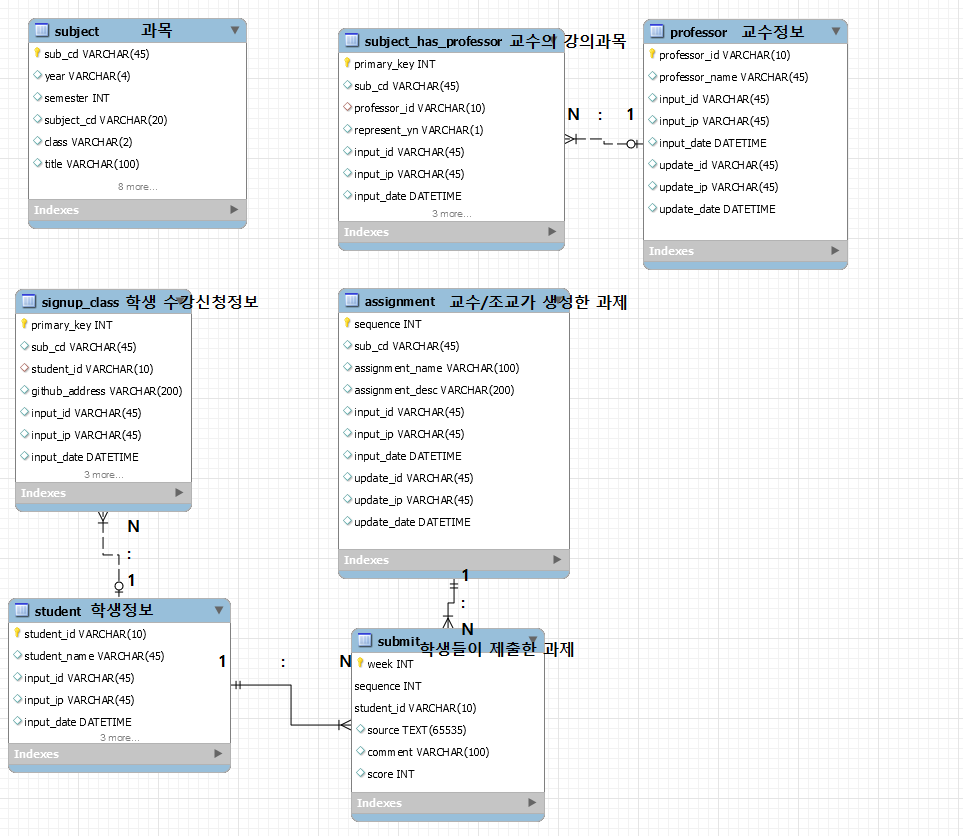 subject 과목
sub_cd VARCHAR(45)
year VARCHAR(4)
semester INT
subject_cd VARCHAR(20)
class VARCHAR(2)
title VARCHAR(100)
8 more...
Indexes
subject_has_professor 교수의 강의과목
primary_key INT
sub_cd VARCHAR(45)
professor_id VARCHAR(10)
represent_yn VARCHAR(1)
input_id VARCHAR(45)
input_ip VARCHAR(45)
input_date DATETIME
3 more...
Indexes
N : 1
professor 교수정보
professor_id VARCHAR(10)
professor_name VARCHAR(45)
input_id VARCHAR(45)
input_ip VARCHAR(45)
input_date DATETIME
update_id VARCHAR(45)
update_ip VARCHAR(45)
update_date DATETIME
Indexes
signup_class 학생 수강신청정보
primary_key INT
sub_cd VARCHAR(45)
student_id VARCHAR(10)
github_address VARCHAR(200)
input_id VARCHAR(45)
input_ip VARCHAR(45)
input_date DATETIME
3 more...
Indexes
N
:
1
assignment 교수/조교가 생성한 과제
sequence INT
sub_cd VARCHAR(45)
assignment_name VARCHAR(100)
assignment_desc VARCHAR(200)
input_id VARCHAR(45)
input_ip VARCHAR(45)
input_date DATETIME
update_id VARCHAR(45)
update_ip VARCHAR(45)
update_date DATETIME
Indexes
1
:
N
student 학생정보
student_id VARCHAR(10)
student_name VARCHAR(45)
input_id VARCHAR(45)
input_ip VARCHAR(45)
input_date DATETIME
3 more...
Indexes
1 : N
submit 학생들이 제출한 과제
week INT
sequence INT
student_id VARCHAR(10)
source TEXT(65535)
comment VARCHAR(100)
score INT
Indexes